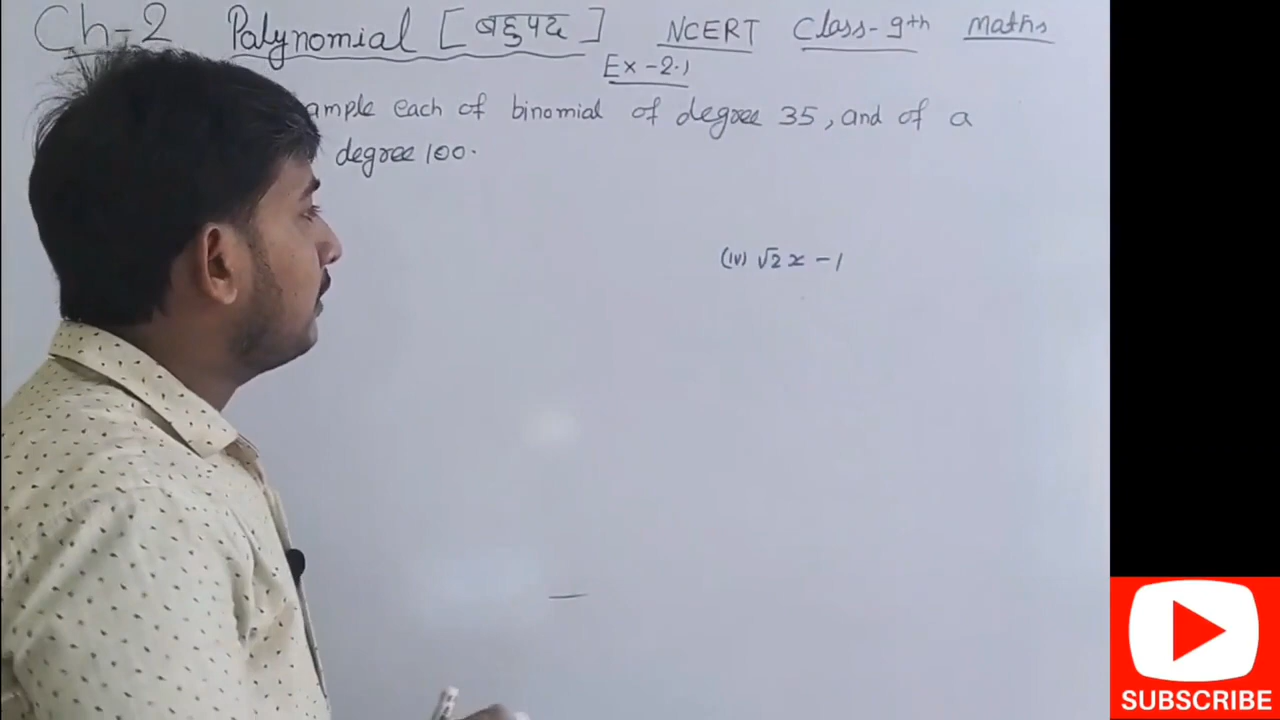 Ch-2 Polynomial [बहुपद] NCERT Class-9th Maths
Ex-2.1
ample each of binomial of degree 35, and of a
degree 100.
(iv) √2 x - 1
SUBSCRIBE